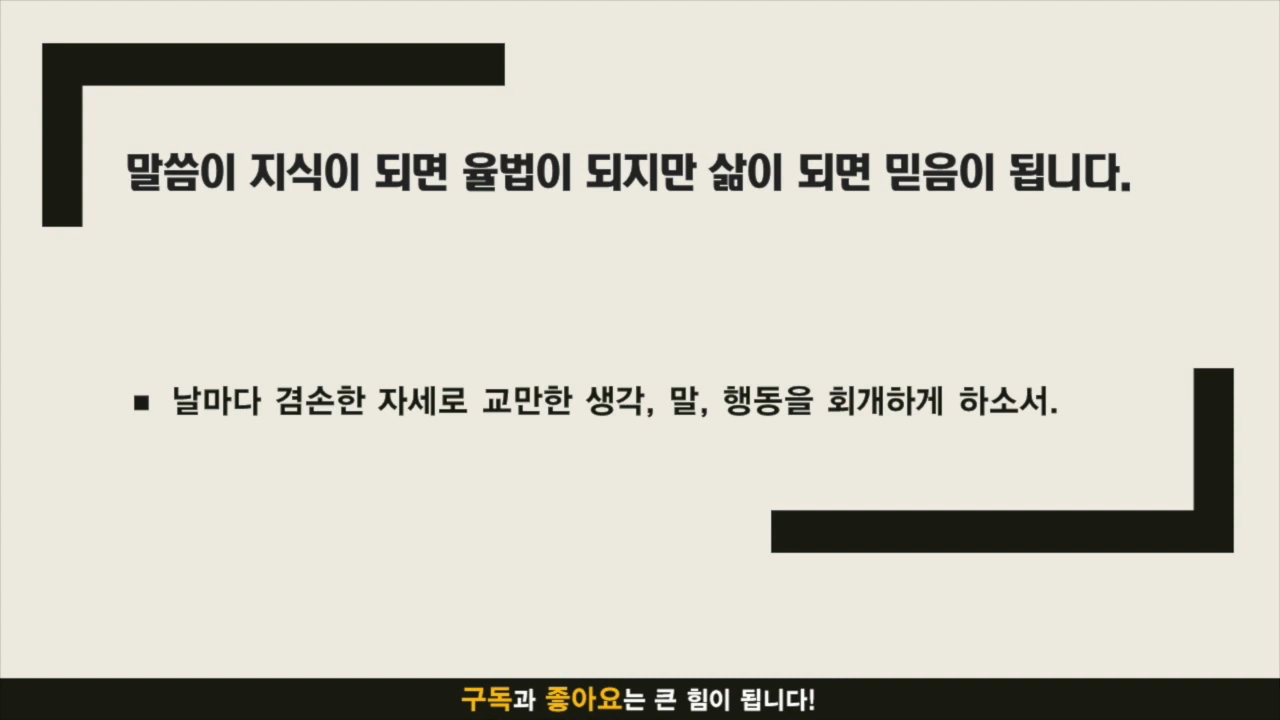 말씀이 지식이 되면 율법이 되지만 삶이 되면 믿음이 됩니다.
■ 날마다 겸손한 자세로 교만한 생각, 말, 행동을 회개하게 하소서.
구독과 좋아요는 큰 힘이 됩니다!